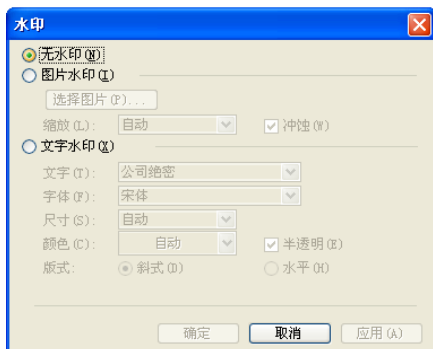 水印
无水印(N)
图片水印(I)
选择图片(P)...
缩放(L): 自动 冲蚀(W)
文字水印(X)
文字(T): 公司绝密
字体(F): 宋体
尺寸(S): 自动
颜色(C): 自动 半透明(E)
版式: 斜式(D) 水平(H)
确定 取消 应用(A)